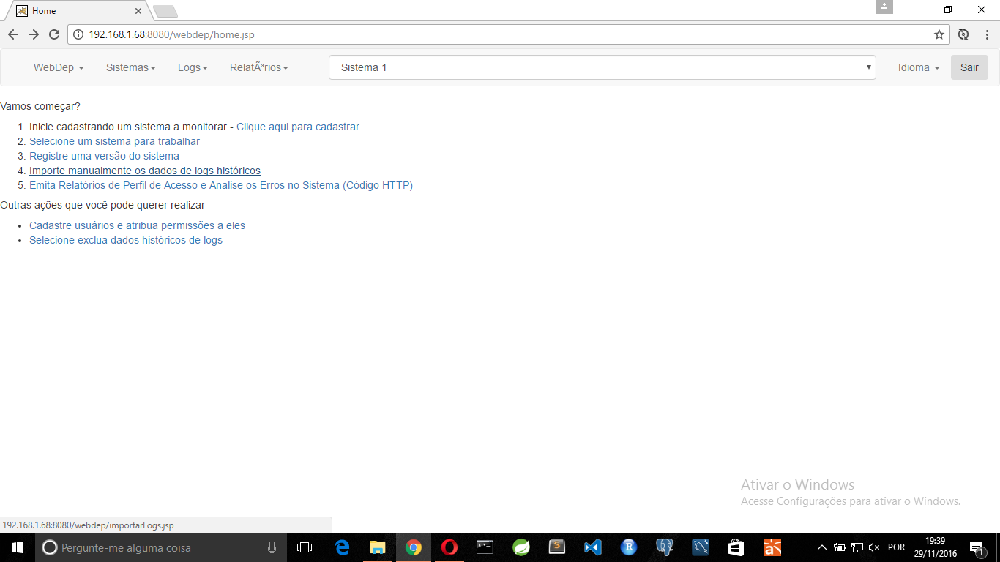 Home
192.168.1.68:8080/webdep/home.jsp
WebDep Sistemas Logs RelatÃ³rios Sistema 1 Idioma Sair
Vamos começar?
1. Inicie cadastrando um sistema a monitorar - Clique aqui para cadastrar
2. Selecione um sistema para trabalhar
3. Registre uma versão do sistema
4. Importe manualmente os dados de logs históricos
5. Emita Relatórios de Perfil de Acesso e Analise os Erros no Sistema (Código HTTP)
Outras ações que você pode querer realizar
• Cadastre usuários e atribua permissões a eles
• Selecione exclua dados históricos de logs
Ativar o Windows
Acesse Configurações para ativar o Windows.
192.168.1.68:8080/webdep/importarLogs.jsp
Pergunte-me alguma coisa
POR
19:39
29/11/2016
1